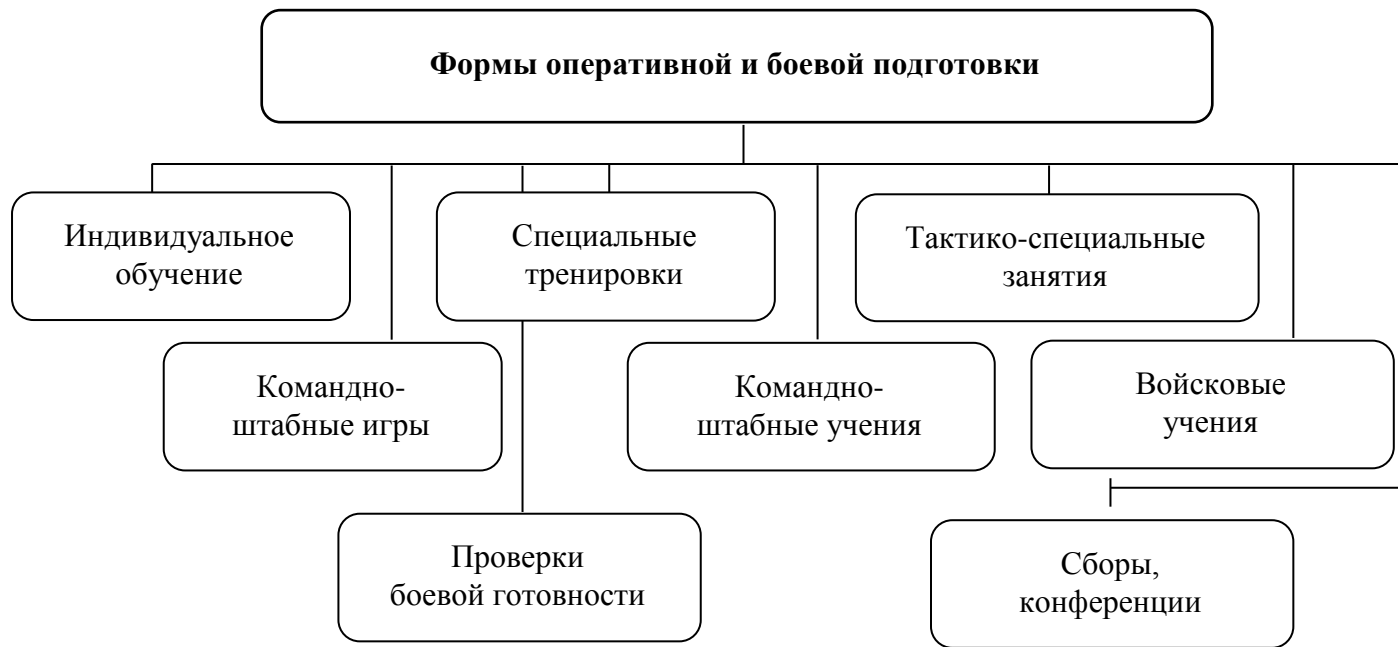 Формы оперативной и боевой подготовки
Индивидуальное
обучение
Специальные
тренировки
Тактико-специальные
занятия
Командно-
штабные игры
Командно-
штабные учения
Войсковые
учения
Проверки
боевой готовности
Сборы,
конференции